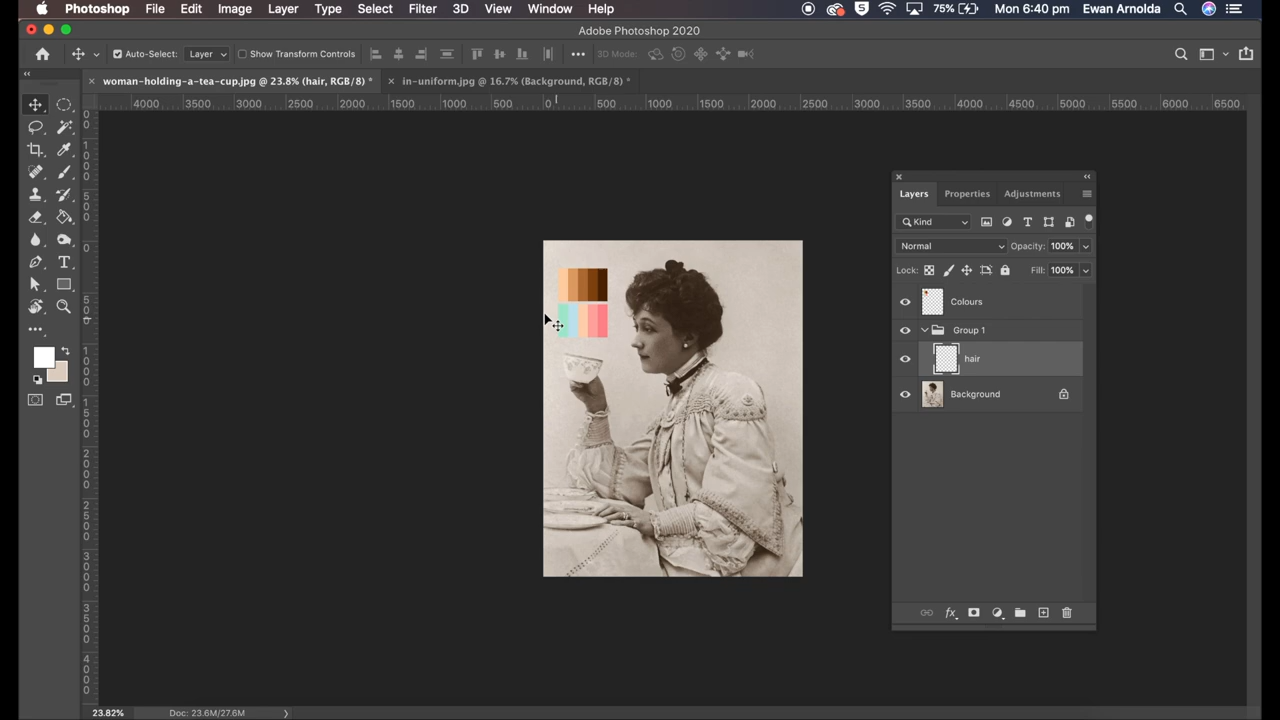 Photoshop File Edit Image Layer Type Select Filter 3D View Window Help 75% Mon 6:40 pm Ewan Arnolda
Adobe Photoshop 2020
Auto-Select: Layer Show Transform Controls 3D Mode:
woman-holding-a-tea-cup.jpg @ 23.8% (hair, RGB/8) * in-uniform.jpg @ 16.7% (Background, RGB/8) *
4000 3500 3000 2500 2000 1500 1000 500 0 500 1000 1500 2000 2500 3000 3500 4000 4500 5000 5500 6000 6500
Layers Properties Adjustments
Kind
Normal Opacity: 100%
Lock: Fill: 100%
Colours
Group 1
hair
Background
23.82% Doc: 23.6M/27.6M